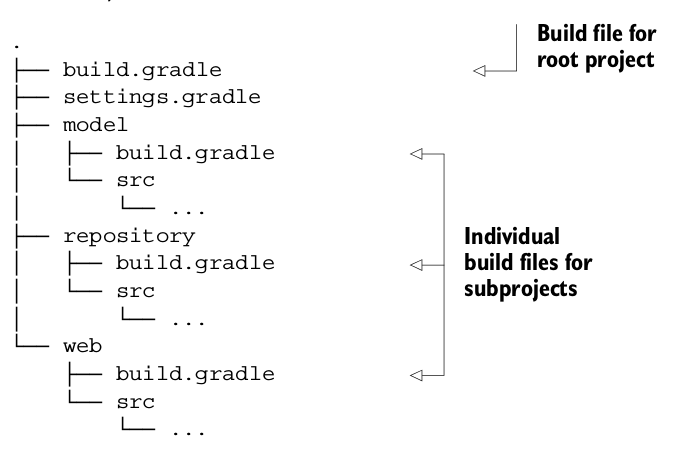 .
├── build.gradle
Build file for
root project
├── settings.gradle
├── model
│   ├── build.gradle
│   └── src
│       └── ...
├── repository
│   ├── build.gradle
│   └── src
│       └── ...
Individual
build files for
subprojects
└── web
    ├── build.gradle
    └── src
        └── ...